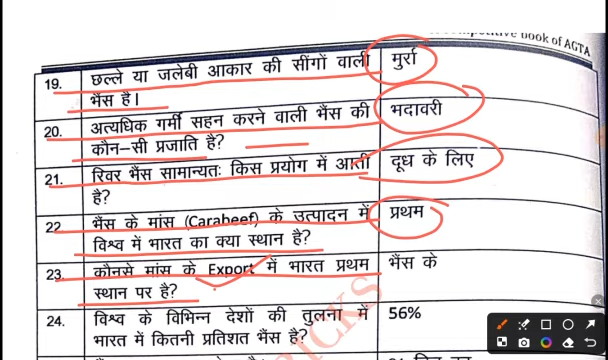 book of AGTA
19. छल्ले या जलेबी आकार की सींगों वाली मुर्रा
भैंस है।
20. अत्यधिक गर्मी सहन करने वाली भैंस की भदावरी
कौन–सी प्रजाति है?
21. रिवर भैंस सामान्यतः किस प्रयोग में आती दूध के लिए
है?
22 भैंस के मांस (Carabeef) के उत्पादन में प्रथम
विश्व में भारत का क्या स्थान है?
23. कौनसे मांस के Export में भारत प्रथम भैंस के
स्थान पर है?
24. विश्व के विभिन्न देशों की तुलना में 56%
भारत में कितनी प्रतिशत भैंस है?